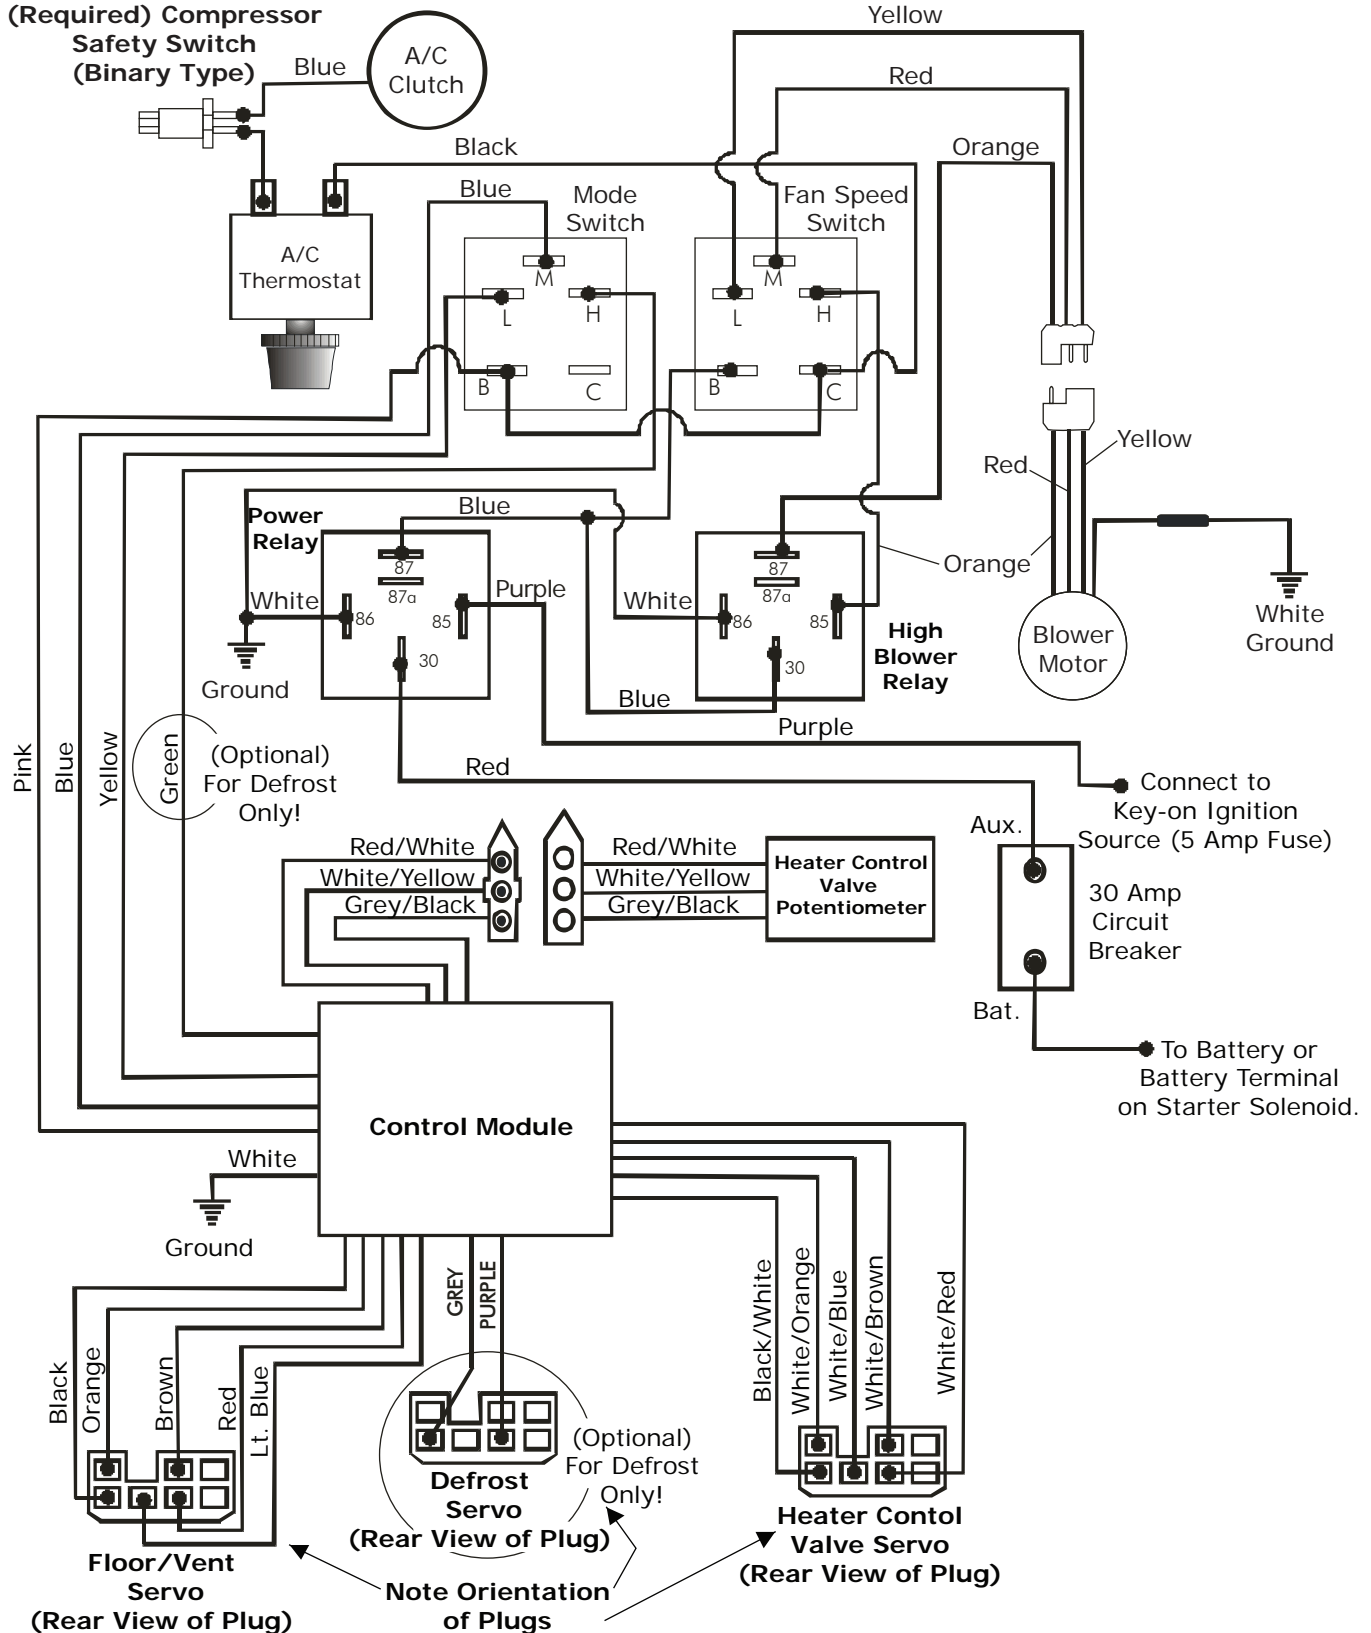 (Required) Compressor
Safety Switch
(Binary Type)
Blue
A/C
Clutch
Yellow
Red
Orange
Black
Blue
Mode
Switch
Fan Speed
Switch
A/C
Thermostat
M
L
H
B
C
M
L
H
B
C
Yellow
Red
Orange
White
Ground
Blower
Motor
Power
Relay
Blue
87
87a
86
85
30
White
Purple
Ground
White
87
87a
86
85
30
High
Blower
Relay
Blue
Purple
Red
Pink
Blue
Yellow
Green
(Optional)
For Defrost
Only!
Connect to
Key-on Ignition
Source (5 Amp Fuse)
Aux.
30 Amp
Circuit
Breaker
Bat.
To Battery or
Battery Terminal
on Starter Solenoid.
Red/White
White/Yellow
Grey/Black
Red/White
White/Yellow
Grey/Black
Heater Control
Valve
Potentiometer
Control Module
White
Ground
Black
Orange
Brown
Red
Lt. Blue
GREY
PURPLE
Black/White
White/Orange
White/Blue
White/Brown
White/Red
Floor/Vent
Servo
(Rear View of Plug)
Defrost
Servo
(Rear View of Plug)
(Optional)
For Defrost
Only!
Heater Contol
Valve Servo
(Rear View of Plug)
Note Orientation
of Plugs